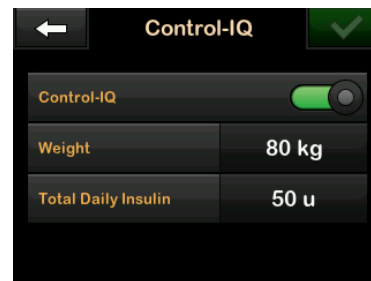 Control-IQ
Control-IQ
Weight 80 kg
Total Daily Insulin 50 u